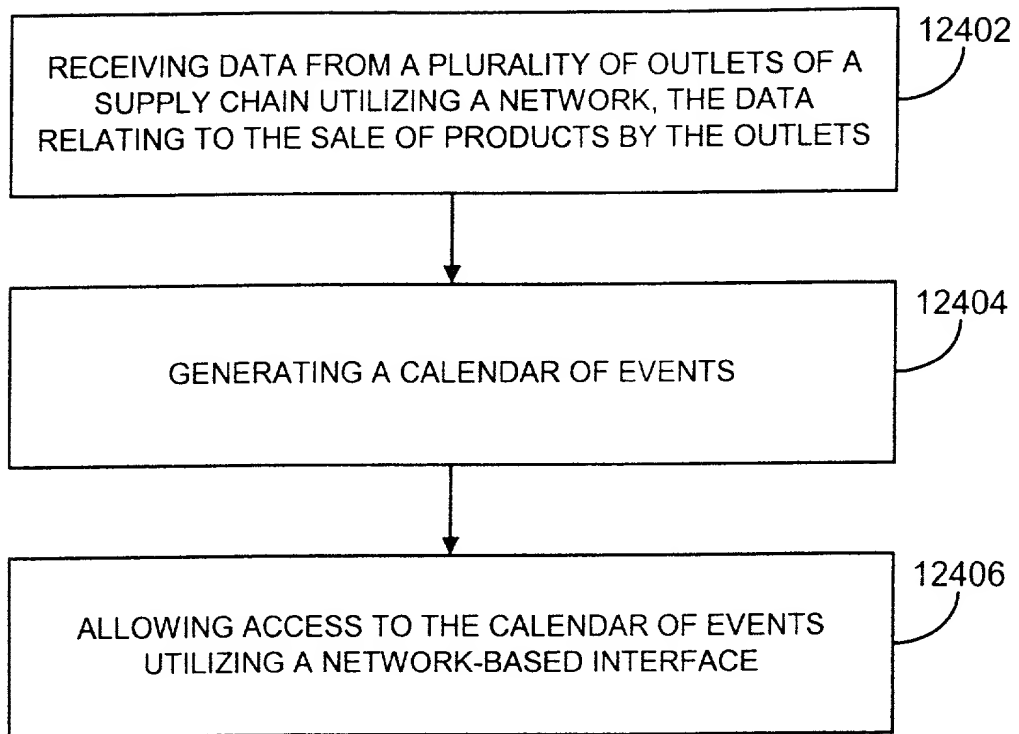 12402
RECEIVING DATA FROM A PLURALITY OF OUTLETS OF A
SUPPLY CHAIN UTILIZING A NETWORK, THE DATA
RELATING TO THE SALE OF PRODUCTS BY THE OUTLETS
12404
GENERATING A CALENDAR OF EVENTS
12406
ALLOWING ACCESS TO THE CALENDAR OF EVENTS
UTILIZING A NETWORK-BASED INTERFACE